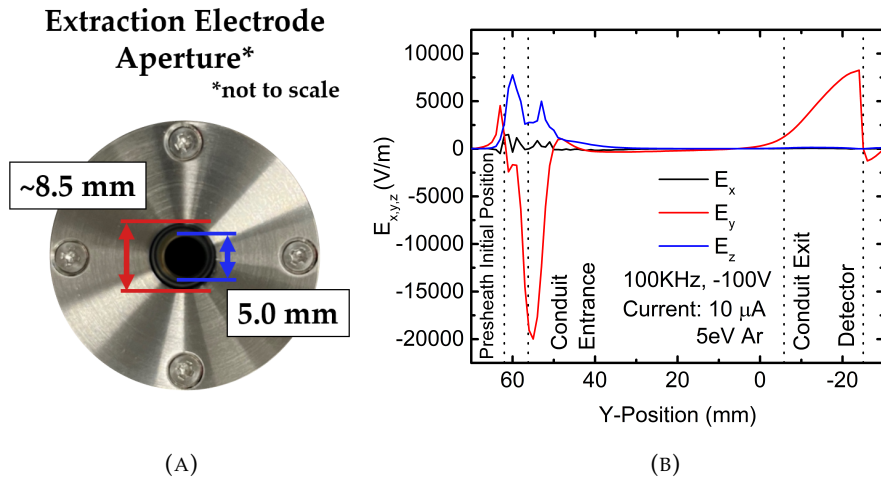 Extraction Electrode
Aperture*
*not to scale
~8.5 mm
5.0 mm
(A)
10000
5000
0
-5000
-10000
-15000
-20000
E_x,y,z (V/m)
60
40
20
0
-20
Y-Position (mm)
Presheath Initial Position
Conduit
Entrance
Conduit Exit
Detector
E_x
E_y
E_z
100KHz, -100V
Current: 10 μA
5eV Ar
(B)